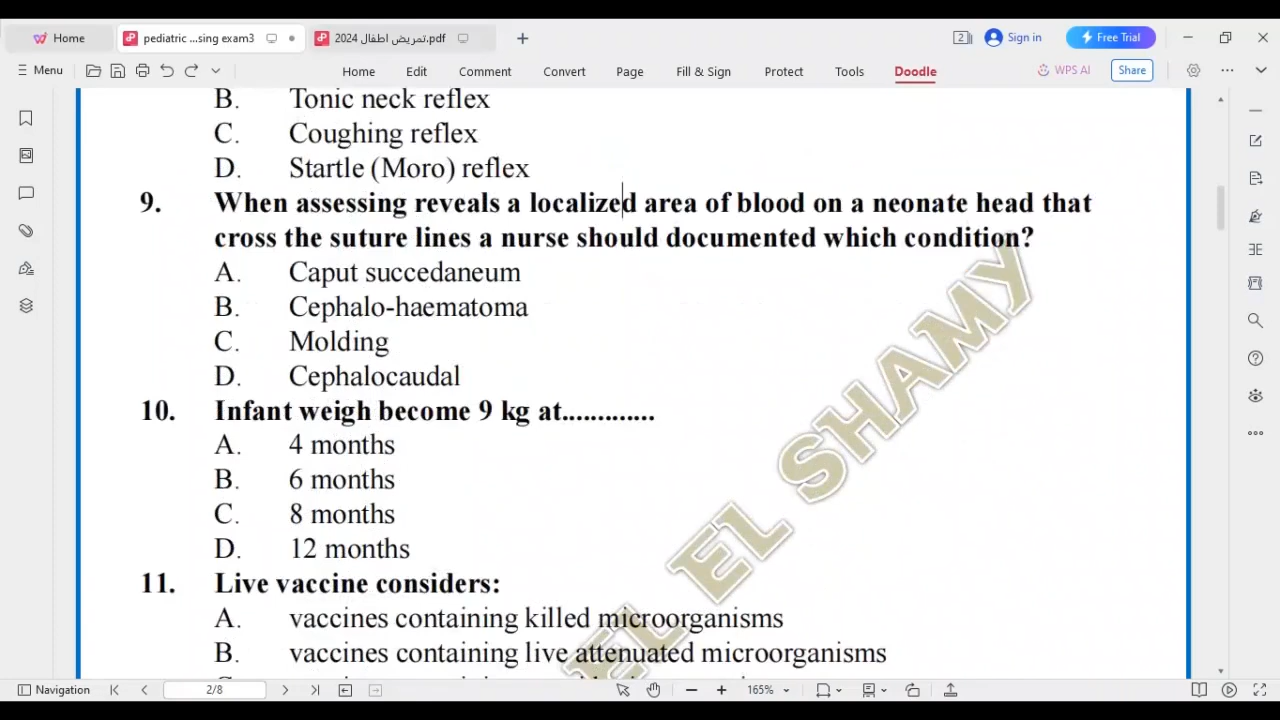 Home
pediatric ...sing exam3
تمريض اطفال 2024.pdf
2
Sign in
Free Trial
Menu
Home
Edit
Comment
Convert
Page
Fill & Sign
Protect
Tools
Doodle
WPS AI
Share
B. Tonic neck reflex
C. Coughing reflex
D. Startle (Moro) reflex
9. When assessing reveals a localized area of blood on a neonate head that
cross the suture lines a nurse should documented which condition?
A. Caput succedaneum
B. Cephalo-haematoma
C. Molding
D. Cephalocaudal
10. Infant weigh become 9 kg at.............
A. 4 months
B. 6 months
C. 8 months
D. 12 months
11. Live vaccine considers:
A. vaccines containing killed microorganisms
B. vaccines containing live attenuated microorganisms
EL EL SHAMY
Navigation
2/8
165%